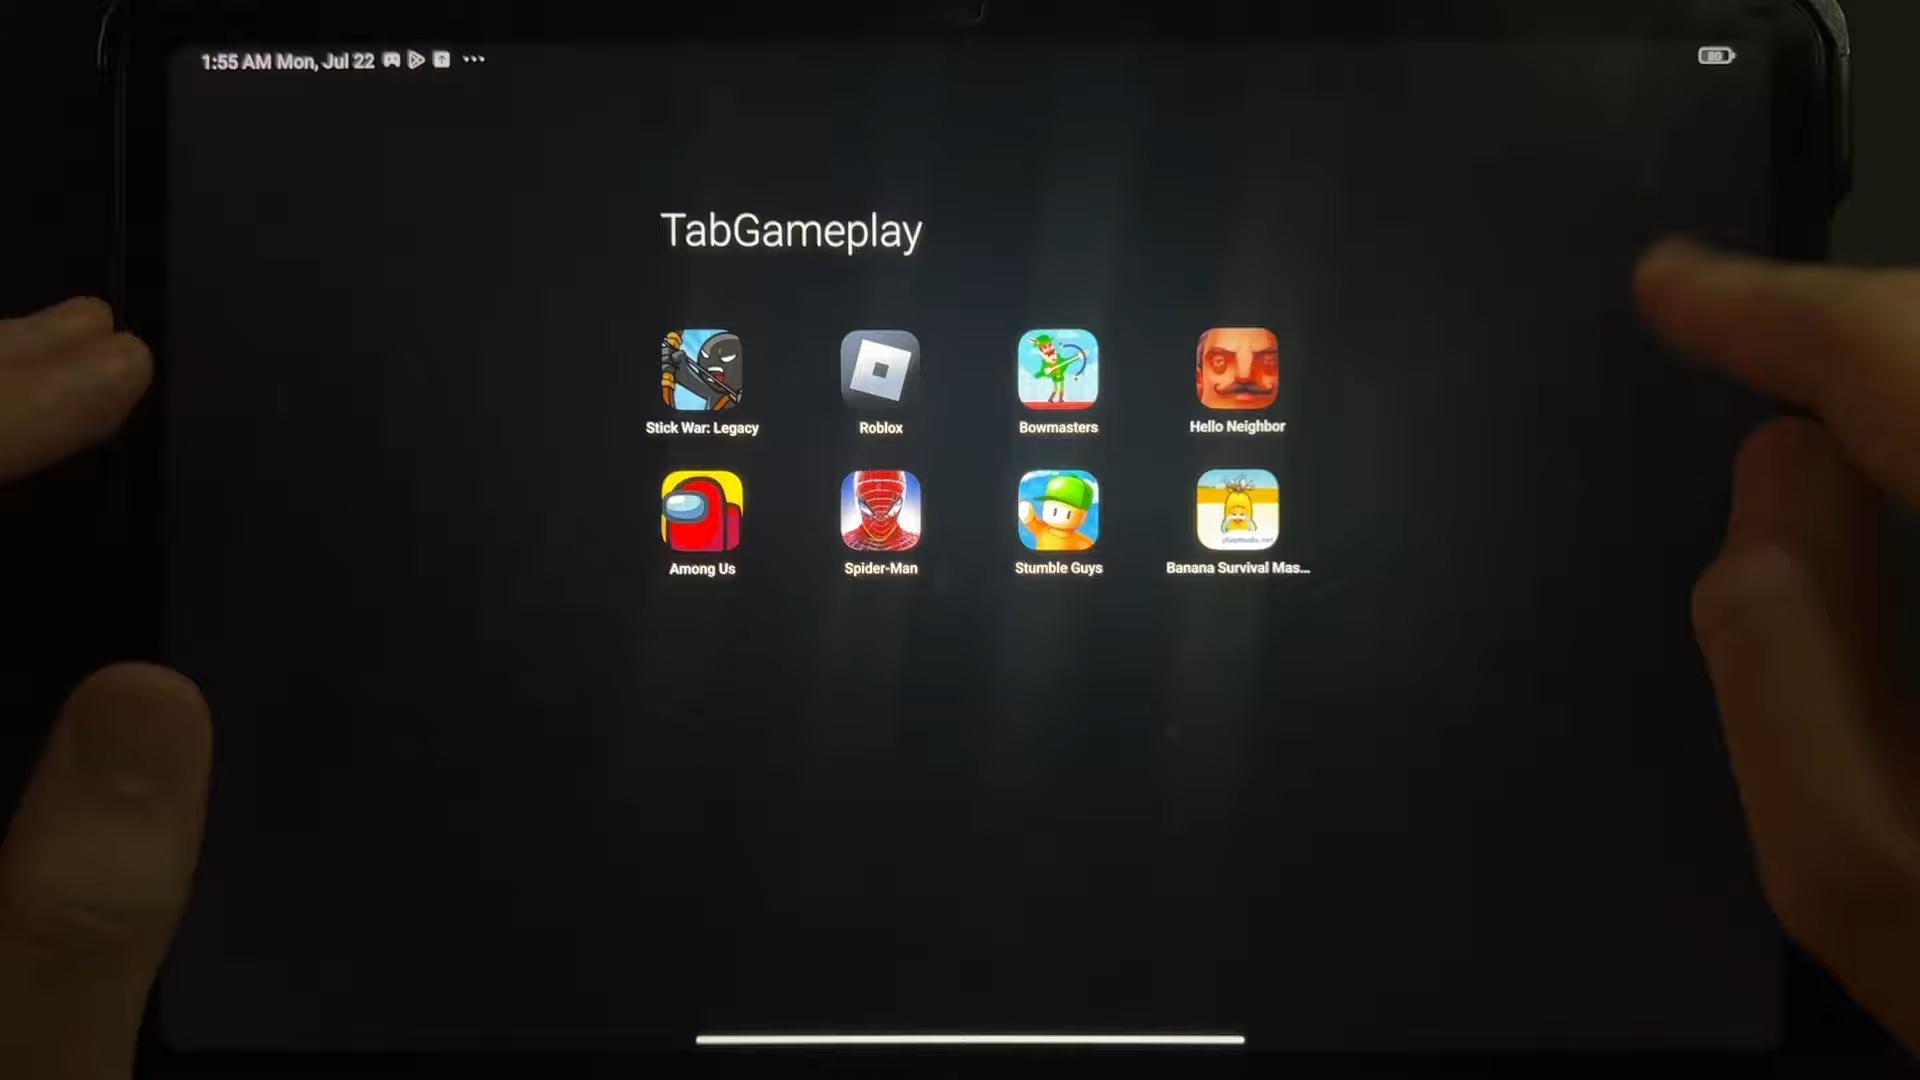 1:55 AM Mon, Jul 22
80
TabGameplay
Stick War: Legacy
Roblox
Bowmasters
Hello Neighbor
Among Us
Spider-Man
Stumble Guys
Banana Survival Mas...